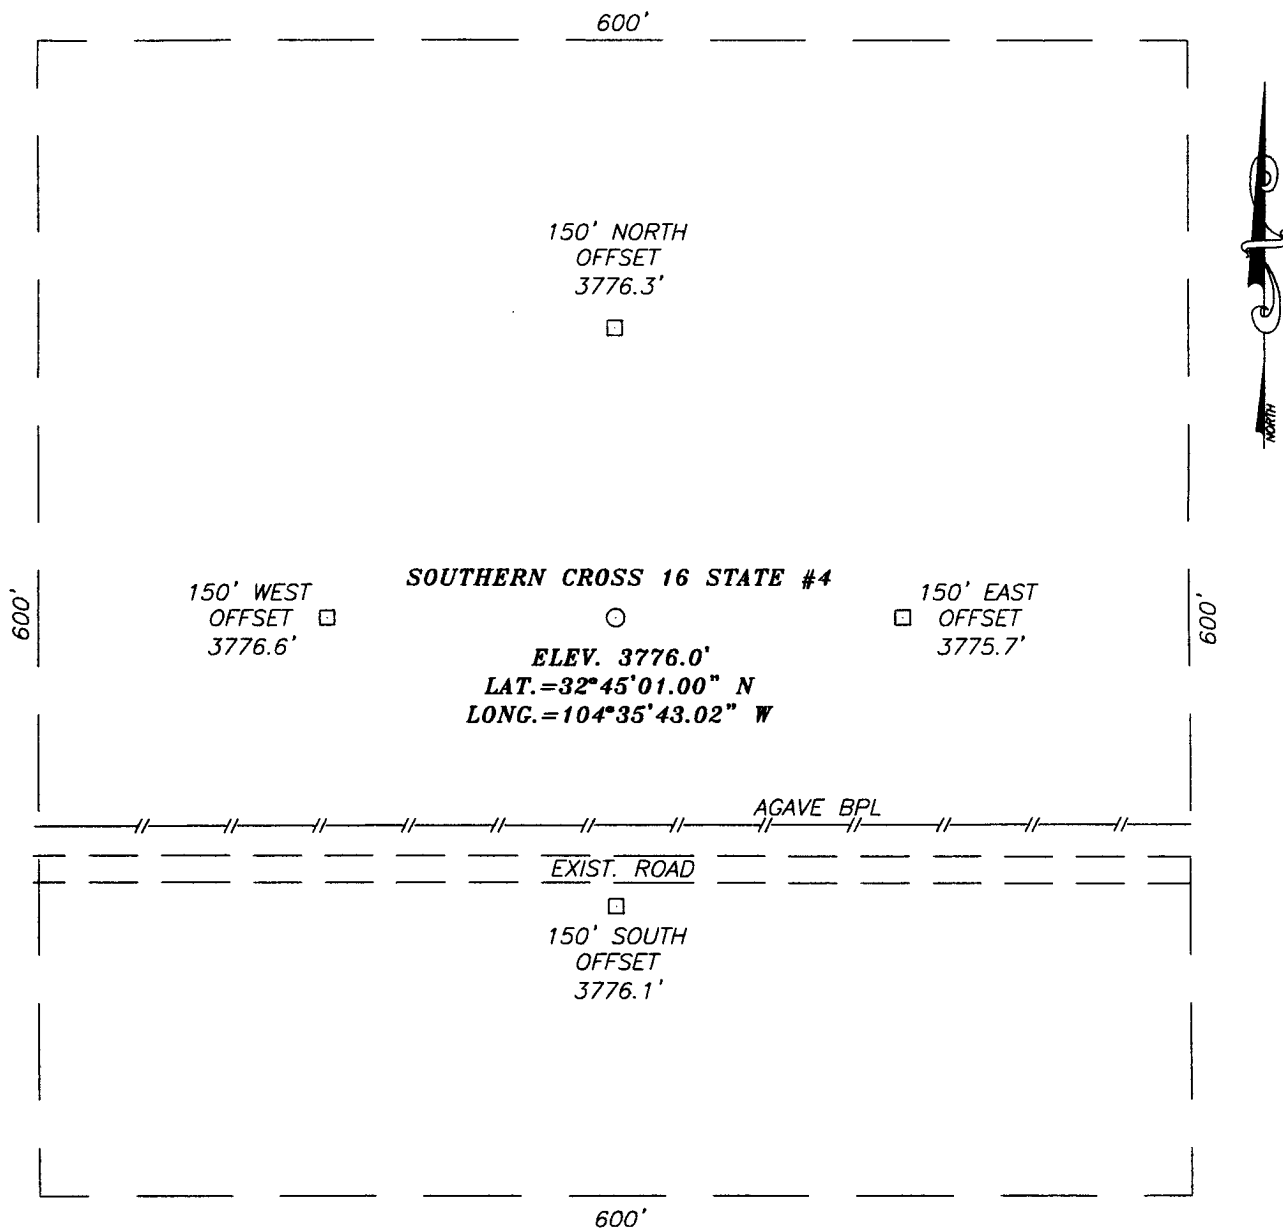 600'
150' NORTH
OFFSET
3776.3'
NORTH
SOUTHERN CROSS 16 STATE #4
600'
150' WEST
OFFSET
3776.6'
150' EAST
OFFSET
3775.7'
600'
ELEV. 3776.0'
LAT.=32°45'01.00" N
LONG.=104°35'43.02" W
AGAVE BPL
EXIST. ROAD
150' SOUTH
OFFSET
3776.1'
600'